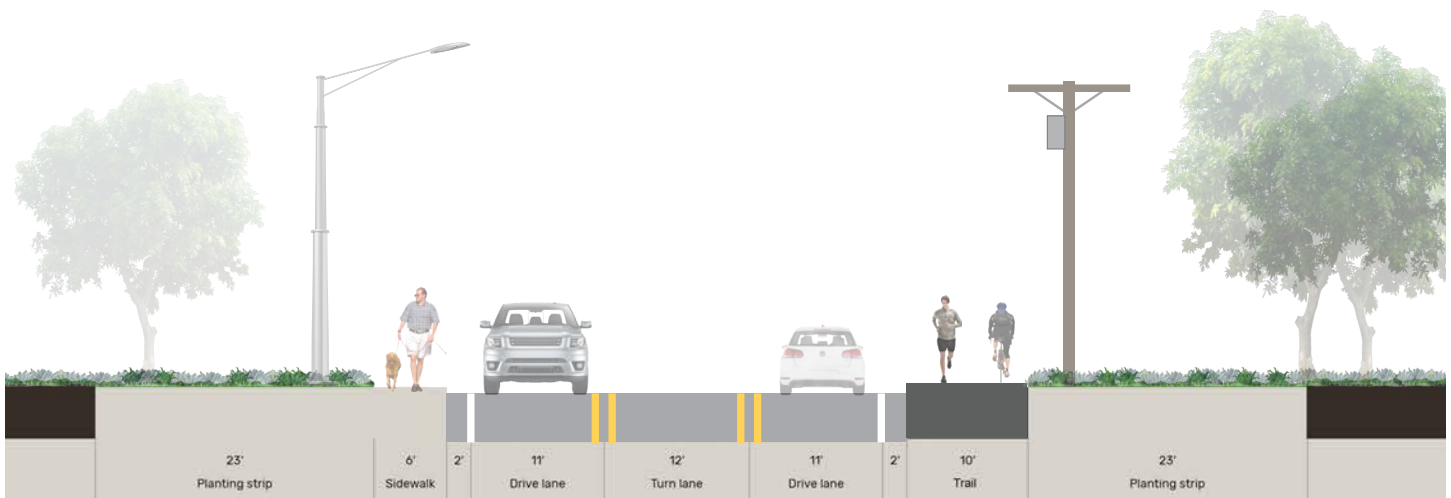 23' 6' 2' 11' 12' 11' 2' 10' 23'
Planting strip Sidewalk Drive lane Turn lane Drive lane Trail Planting strip